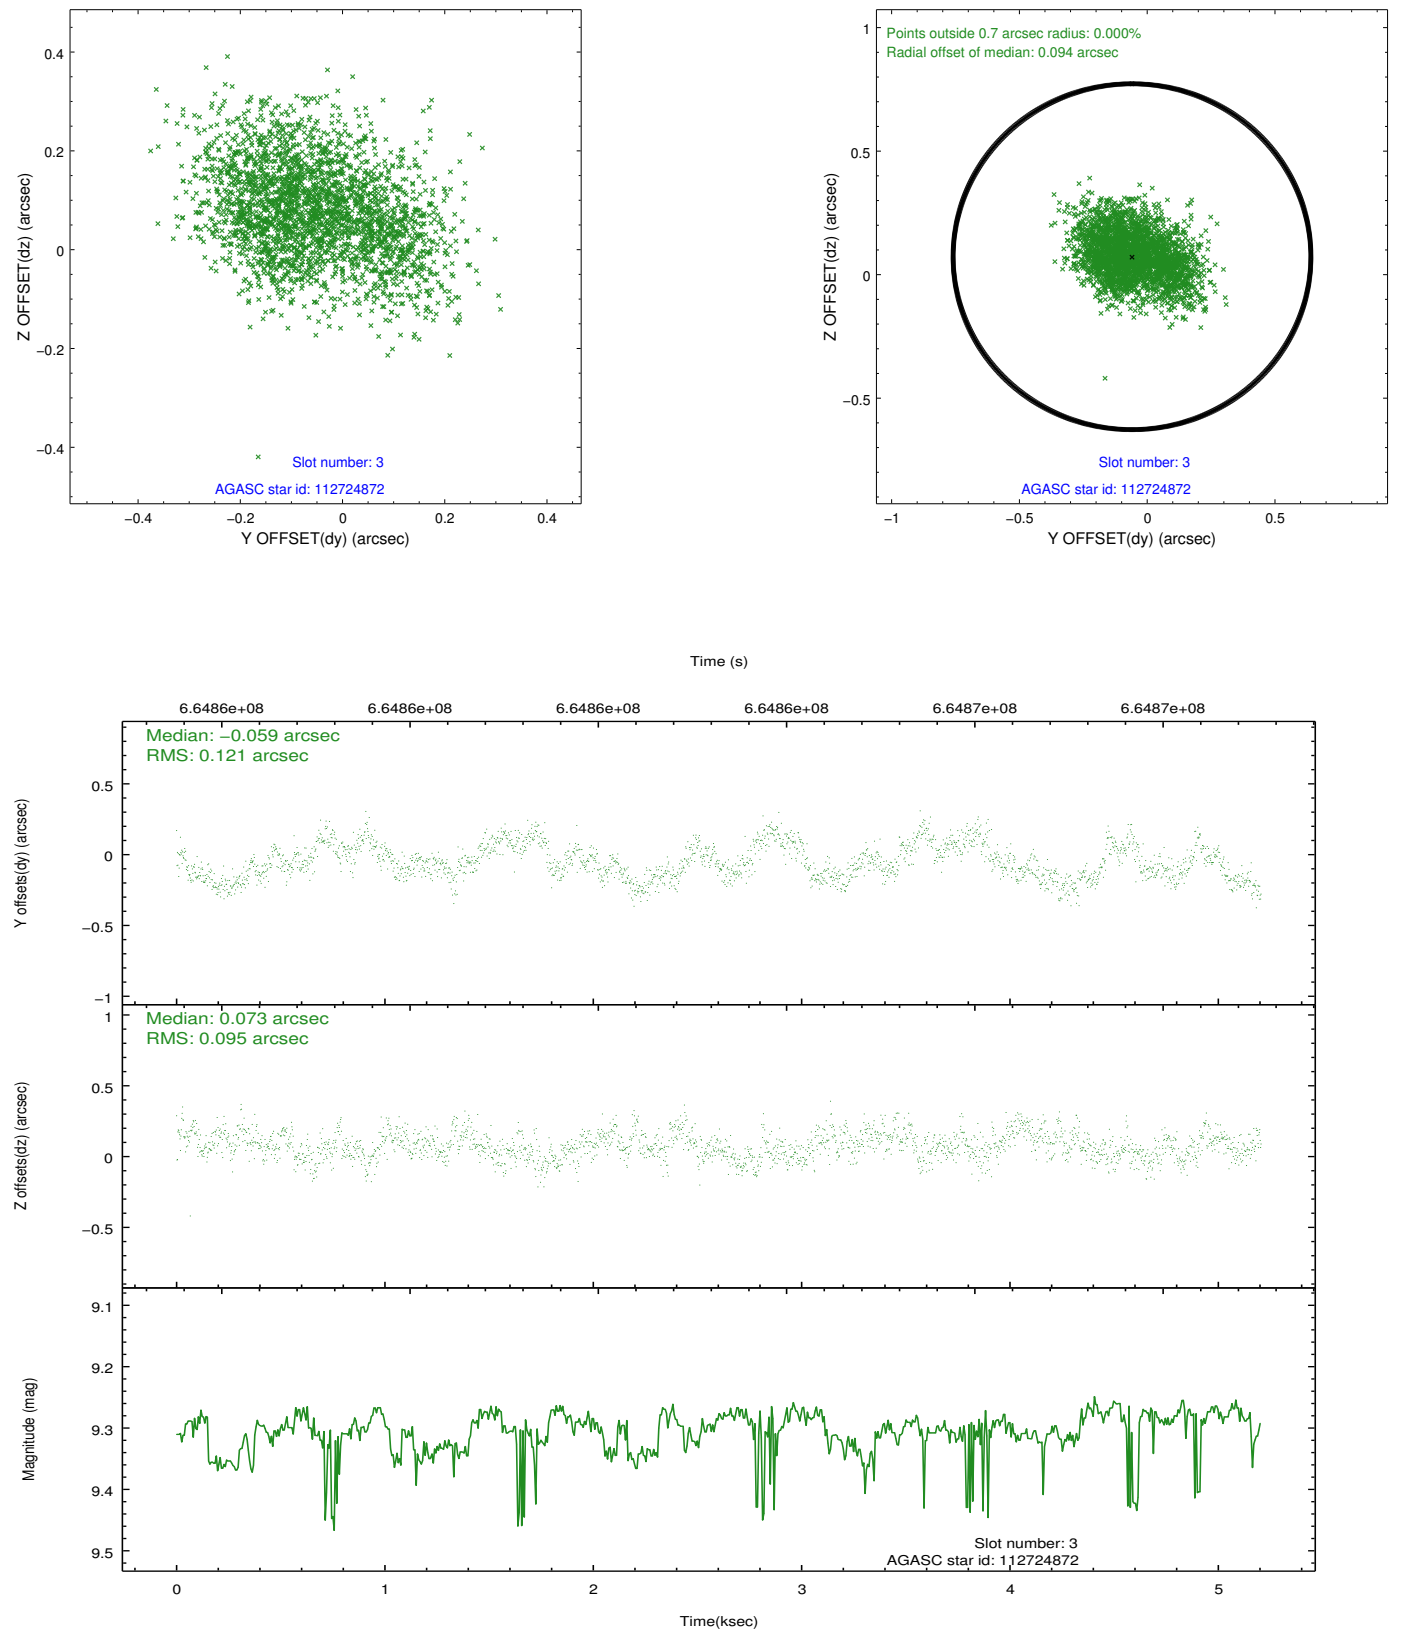 0.4
0.2
0
−0.2
−0.4
Z OFFSET(dz) (arcsec)
Slot number: 3
AGASC star id: 112724872
−0.4 −0.2 0 0.2 0.4
Y OFFSET(dy) (arcsec)
Points outside 0.7 arcsec radius: 0.000%
Radial offset of median: 0.094 arcsec
1
0.5
0
−0.5
Z OFFSET(dz) (arcsec)
Slot number: 3
AGASC star id: 112724872
−1 −0.5 0 0.5
Y OFFSET(dy) (arcsec)
Time (s)
6.6486e+08 6.6486e+08 6.6486e+08 6.6486e+08 6.6487e+08 6.6487e+08
Median: −0.059 arcsec
RMS: 0.121 arcsec
0.5
0
−0.5
−1
Y offsets(dy) (arcsec)
Median: 0.073 arcsec
RMS: 0.095 arcsec
1
0.5
0
−0.5
Z offsets(dz) (arcsec)
9.1
9.2
9.3
9.4
9.5
Magnitude (mag)
Slot number: 3
AGASC star id: 112724872
0 1 2 3 4 5
Time(ksec)